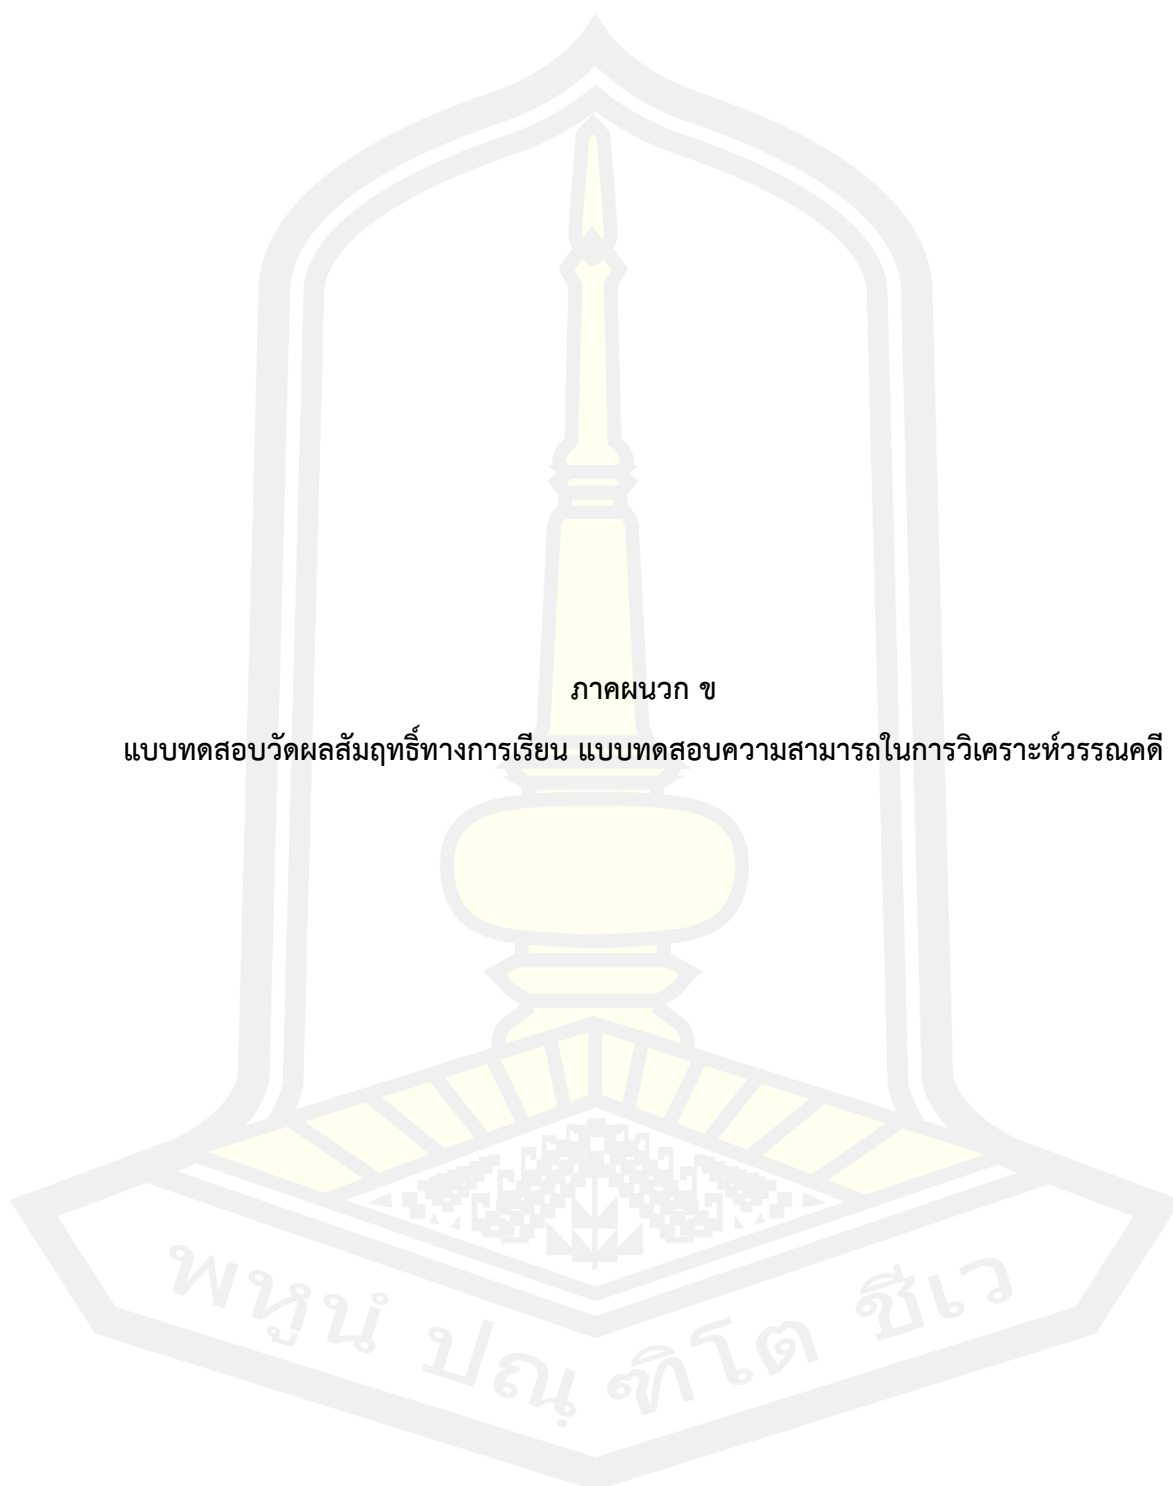 ภาคผนวก ข
แบบทดสอบวัดผลสัมฤทธิ์ทางการเรียน แบบทดสอบความสามารถในการวิเคราะห์วรรณคดี
พหูนํ ปณฺฑิโต ชีเว